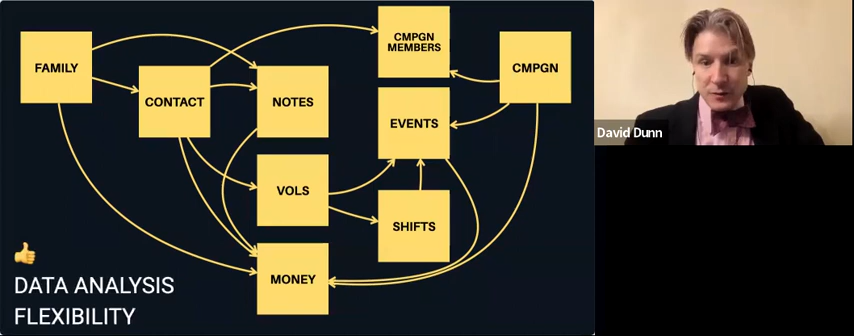 FAMILY
CONTACT
NOTES
CMPGN
MEMBERS
CMPGN
EVENTS
VOLS
SHIFTS
MONEY
👍
DATA ANALYSIS
FLEXIBILITY
David Dunn